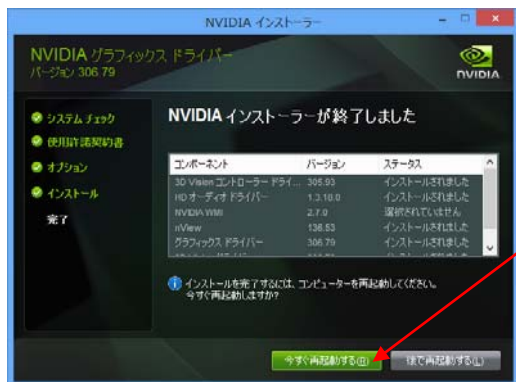 NVIDIA インストーラー
NVIDIA グラフィックス ドライバー
バージョン 306.79
NVIDIA
システム チェック
使用許諾契約書
オプション
インストール
完了
NVIDIA インストーラーが終了しました
コンポーネント バージョン ステータス
3D Vision コントローラー ドライ... 305.93 インストールされました
HD オーディオ ドライバー 1.3.18.0 インストールされました
NVIDIA WMI 2.7.0 選択されていません
nView 136.53 インストールされました
グラフィックス ドライバー 306.79 インストールされました
インストールを完了するには、コンピューターを再起動してください。
今すぐ再起動しますか?
今すぐ再起動する(R)
後で再起動する(L)